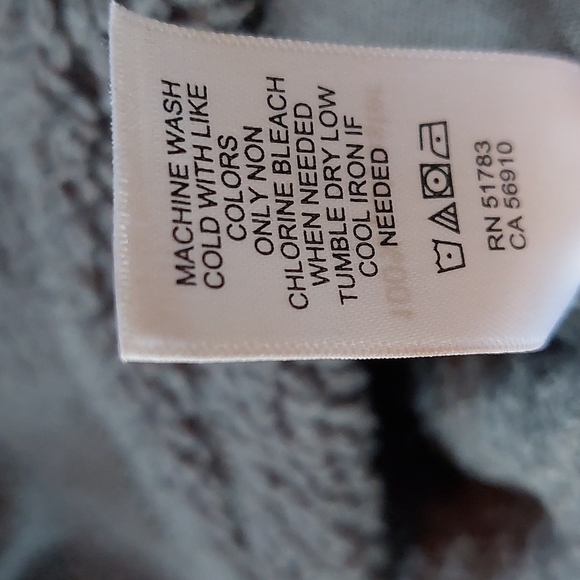 MACHINE WASH
COLD WITH LIKE
COLORS
ONLY NON
CHLORINE BLEACH
WHEN NEEDED
TUMBLE DRY LOW
COOL IRON IF
NEEDED
RN 51783
CA 56910